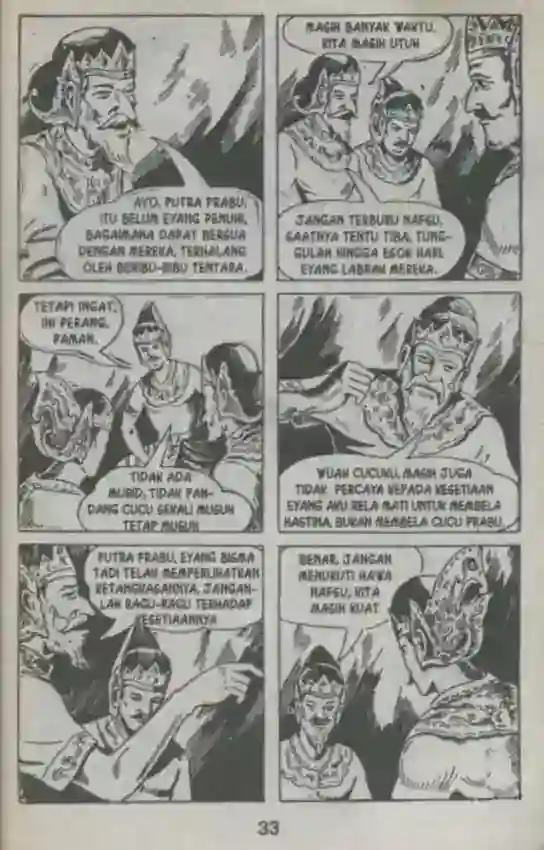 AYO, PUTRA PRABU,
ITU BELUM EYANG PENUHI,
BAGAIMANA DAPAT BERGUA
DENGAN MEREKA, TERHALANG
OLEH BERIBU-RIBU TENTARA.
MASIH BANYAK WAKTU,
KITA MASIH UTUH
JANGAN TERBURU NAFSU,
SAATNYA TENTU TIBA, TUNG-
GULAH HINGGA ESOK HARI,
EYANG LABRAK MEREKA.
TETAPI INGAT,
INI PERANG,
PAMAN.
TIDAK ADA
MURID, TIDAK PAN-
DANG CUCU SEKALI MUSUH
TETAP MUSUH
WUAH CUCUKU, MASIH JUGA
TIDAK PERCAYA KEPADA KESETIAAN
EYANG AKU RELA MATI UNTUK MEMBELA
HASTINA, BUKAN MEMBELA CUCU PRABU.
PUTRA PRABU, EYANG BISMA
TADI TELAH MEMPERLIHATKAN
KETANGKASANNYA, JANGAN-
LAH RAGU-RAGU TERHADAP
KESETIAANNYA
BENAR, JANGAN
MENURUTI HAWA
NAFSU, KITA
MASIH KUAT.
33